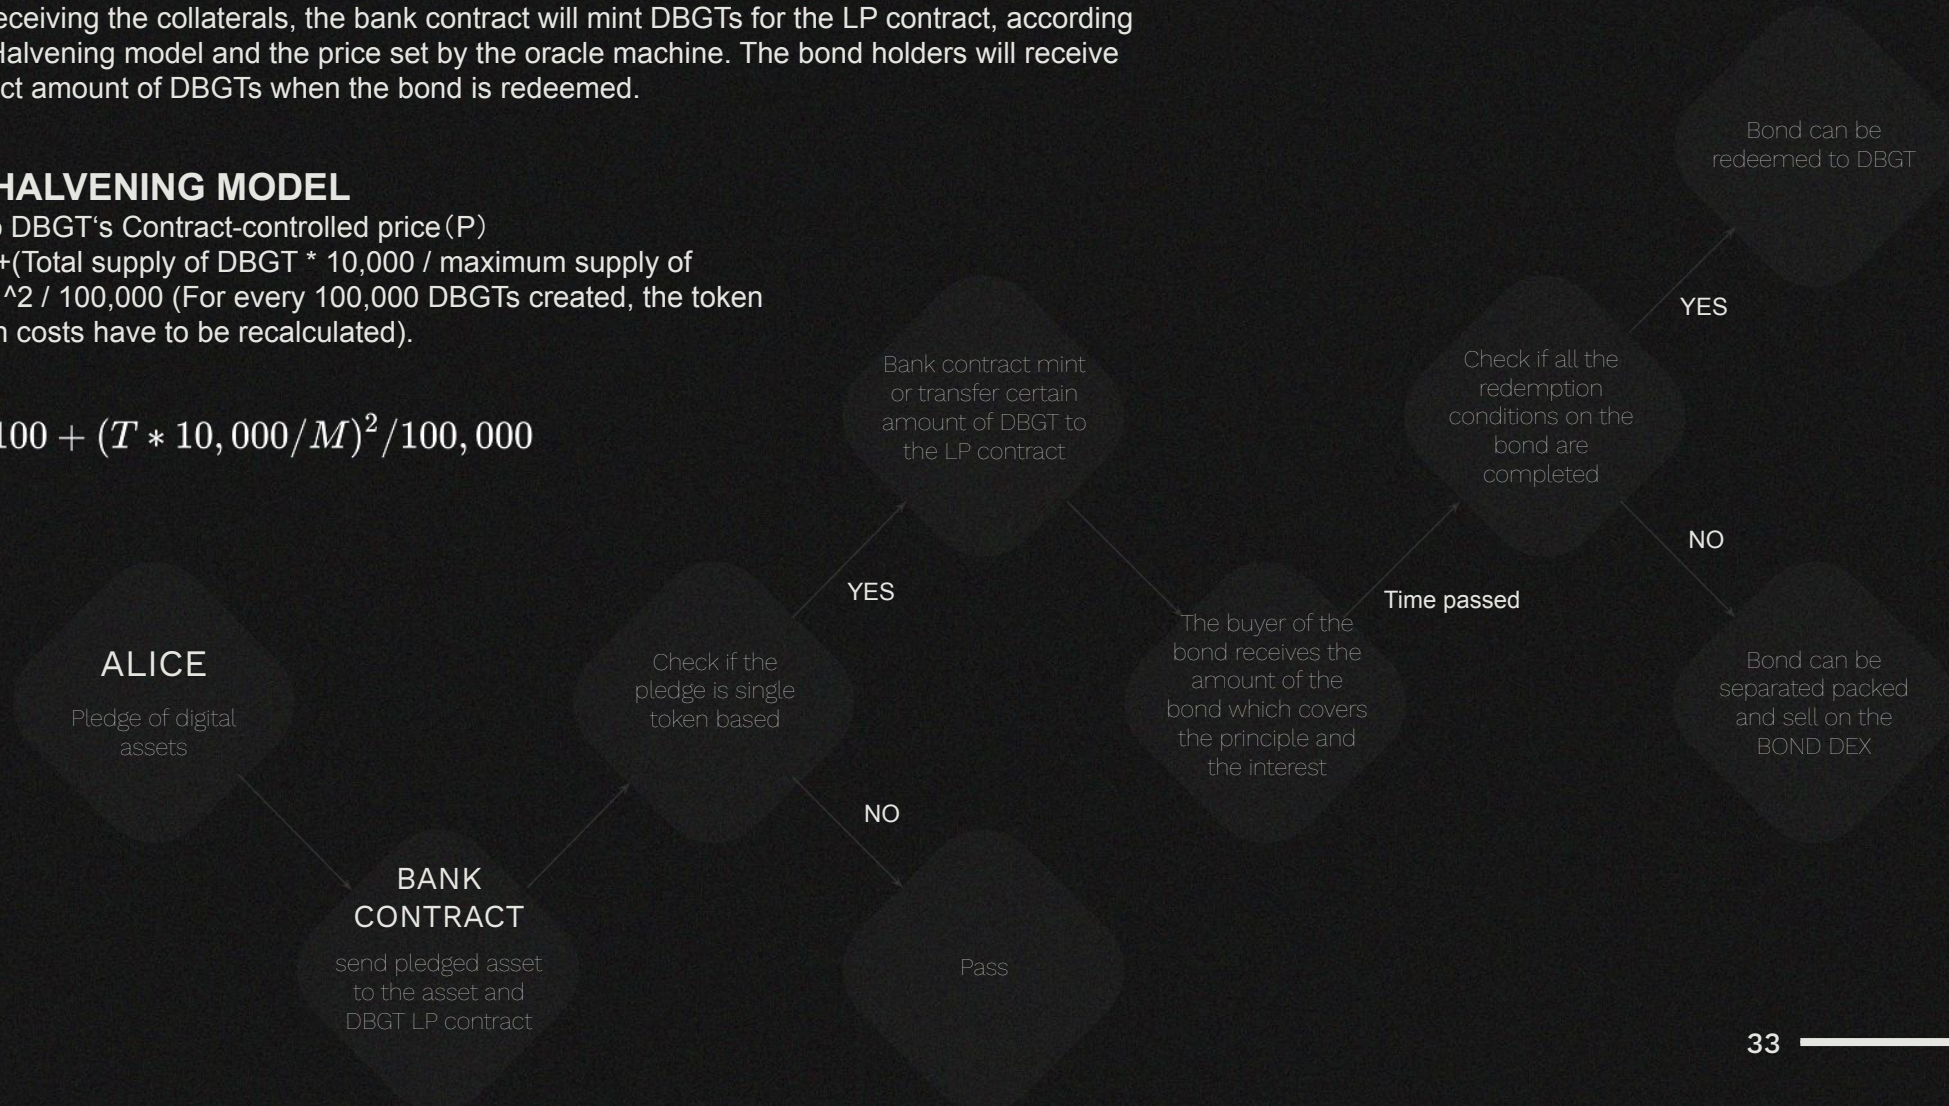 eceiving the collaterals, the bank contract will mint DBGTs for the LP contract, according
Halvening model and the price set by the oracle machine. The bond holders will receive
ct amount of DBGTs when the bond is redeemed.
HALVENING MODEL
DBGT‘s Contract-controlled price（P）
+(Total supply of DBGT * 10,000 / maximum supply of
^2 / 100,000 (For every 100,000 DBGTs created, the token
n costs have to be recalculated).
100 + (T * 10,000/M)²/100,000
ALICE
Pledge of digital
assets
BANK
CONTRACT
send pledged asset
to the asset and
DBGT LP contract
Check if the
pledge is single
token based
YES
NO
Bank contract mint
or transfer certain
amount of DBGT to
the LP contract
Pass
The buyer of the
bond receives the
amount of the
bond which covers
the principle and
the interest
Time passed
Check if all the
redemption
conditions on the
bond are
completed
YES
NO
Bond can be
redeemed to DBGT
Bond can be
separated packed
and sell on the
BOND DEX
33